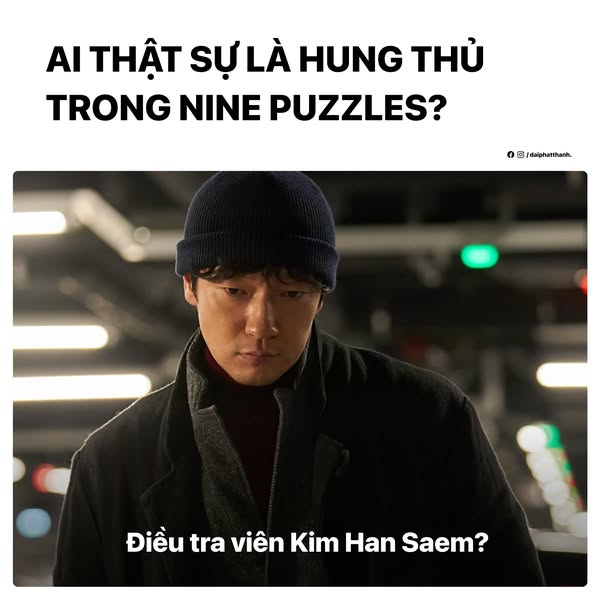 AI THẬT SỰ LÀ HUNG THỦ
TRONG NINE PUZZLES?
/ daiphatthanh.
Điều tra viên Kim Han Saem?